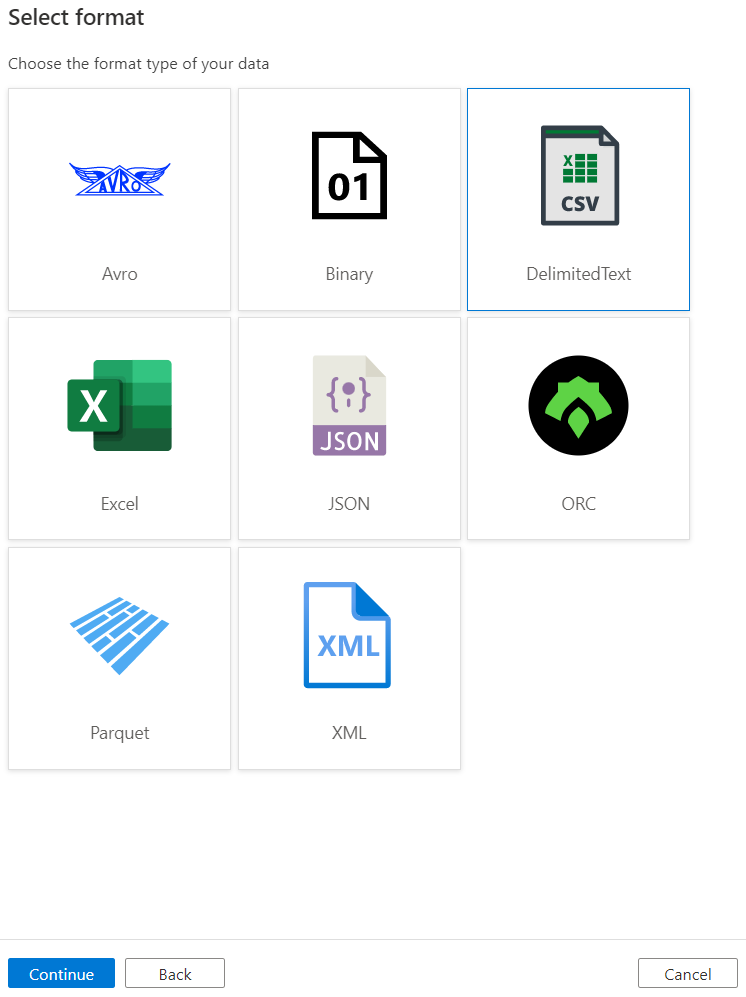 Select format
Choose the format type of your data
AVRO
01
X
CSV
Avro
Binary
DelimitedText
X
JSON
Excel
JSON
ORC
XML
Parquet
XML
Continue
Back
Cancel